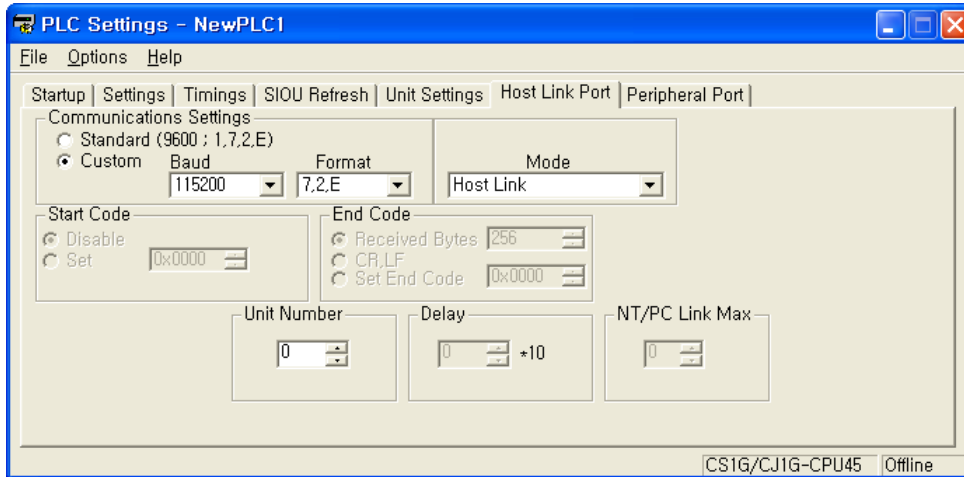 PLC Settings - NewPLC1
File Options Help
Startup Settings Timings SIOU Refresh Unit Settings Host Link Port Peripheral Port
Communications Settings
Standard (9600 ; 1,7,2,E)
Custom Baud Format Mode
115200 7,2,E Host Link
Start Code End Code
Disable Received Bytes 256
Set 0x0000 CR,LF
Set End Code 0x0000
Unit Number Delay NT/PC Link Max
0 0 *10 0
CS1G/CJ1G-CPU45 Offline